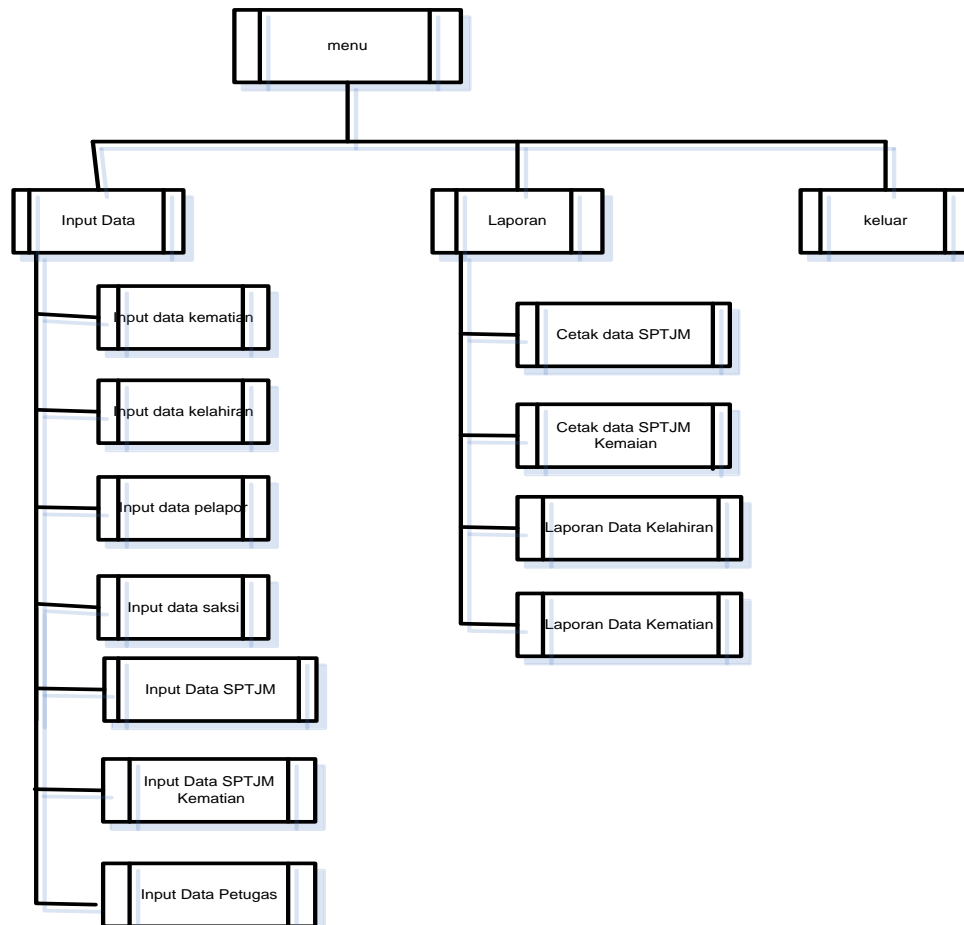 menu
Input Data
Laporan
keluar
Input data kematian
Input data kelahiran
Input data pelapor
Input data saksi
Input Data SPTJM
Input Data SPTJM
Kematian
Input Data Petugas
Cetak data SPTJM
Cetak data SPTJM
Kemaian
Laporan Data Kelahiran
Laporan Data Kematian